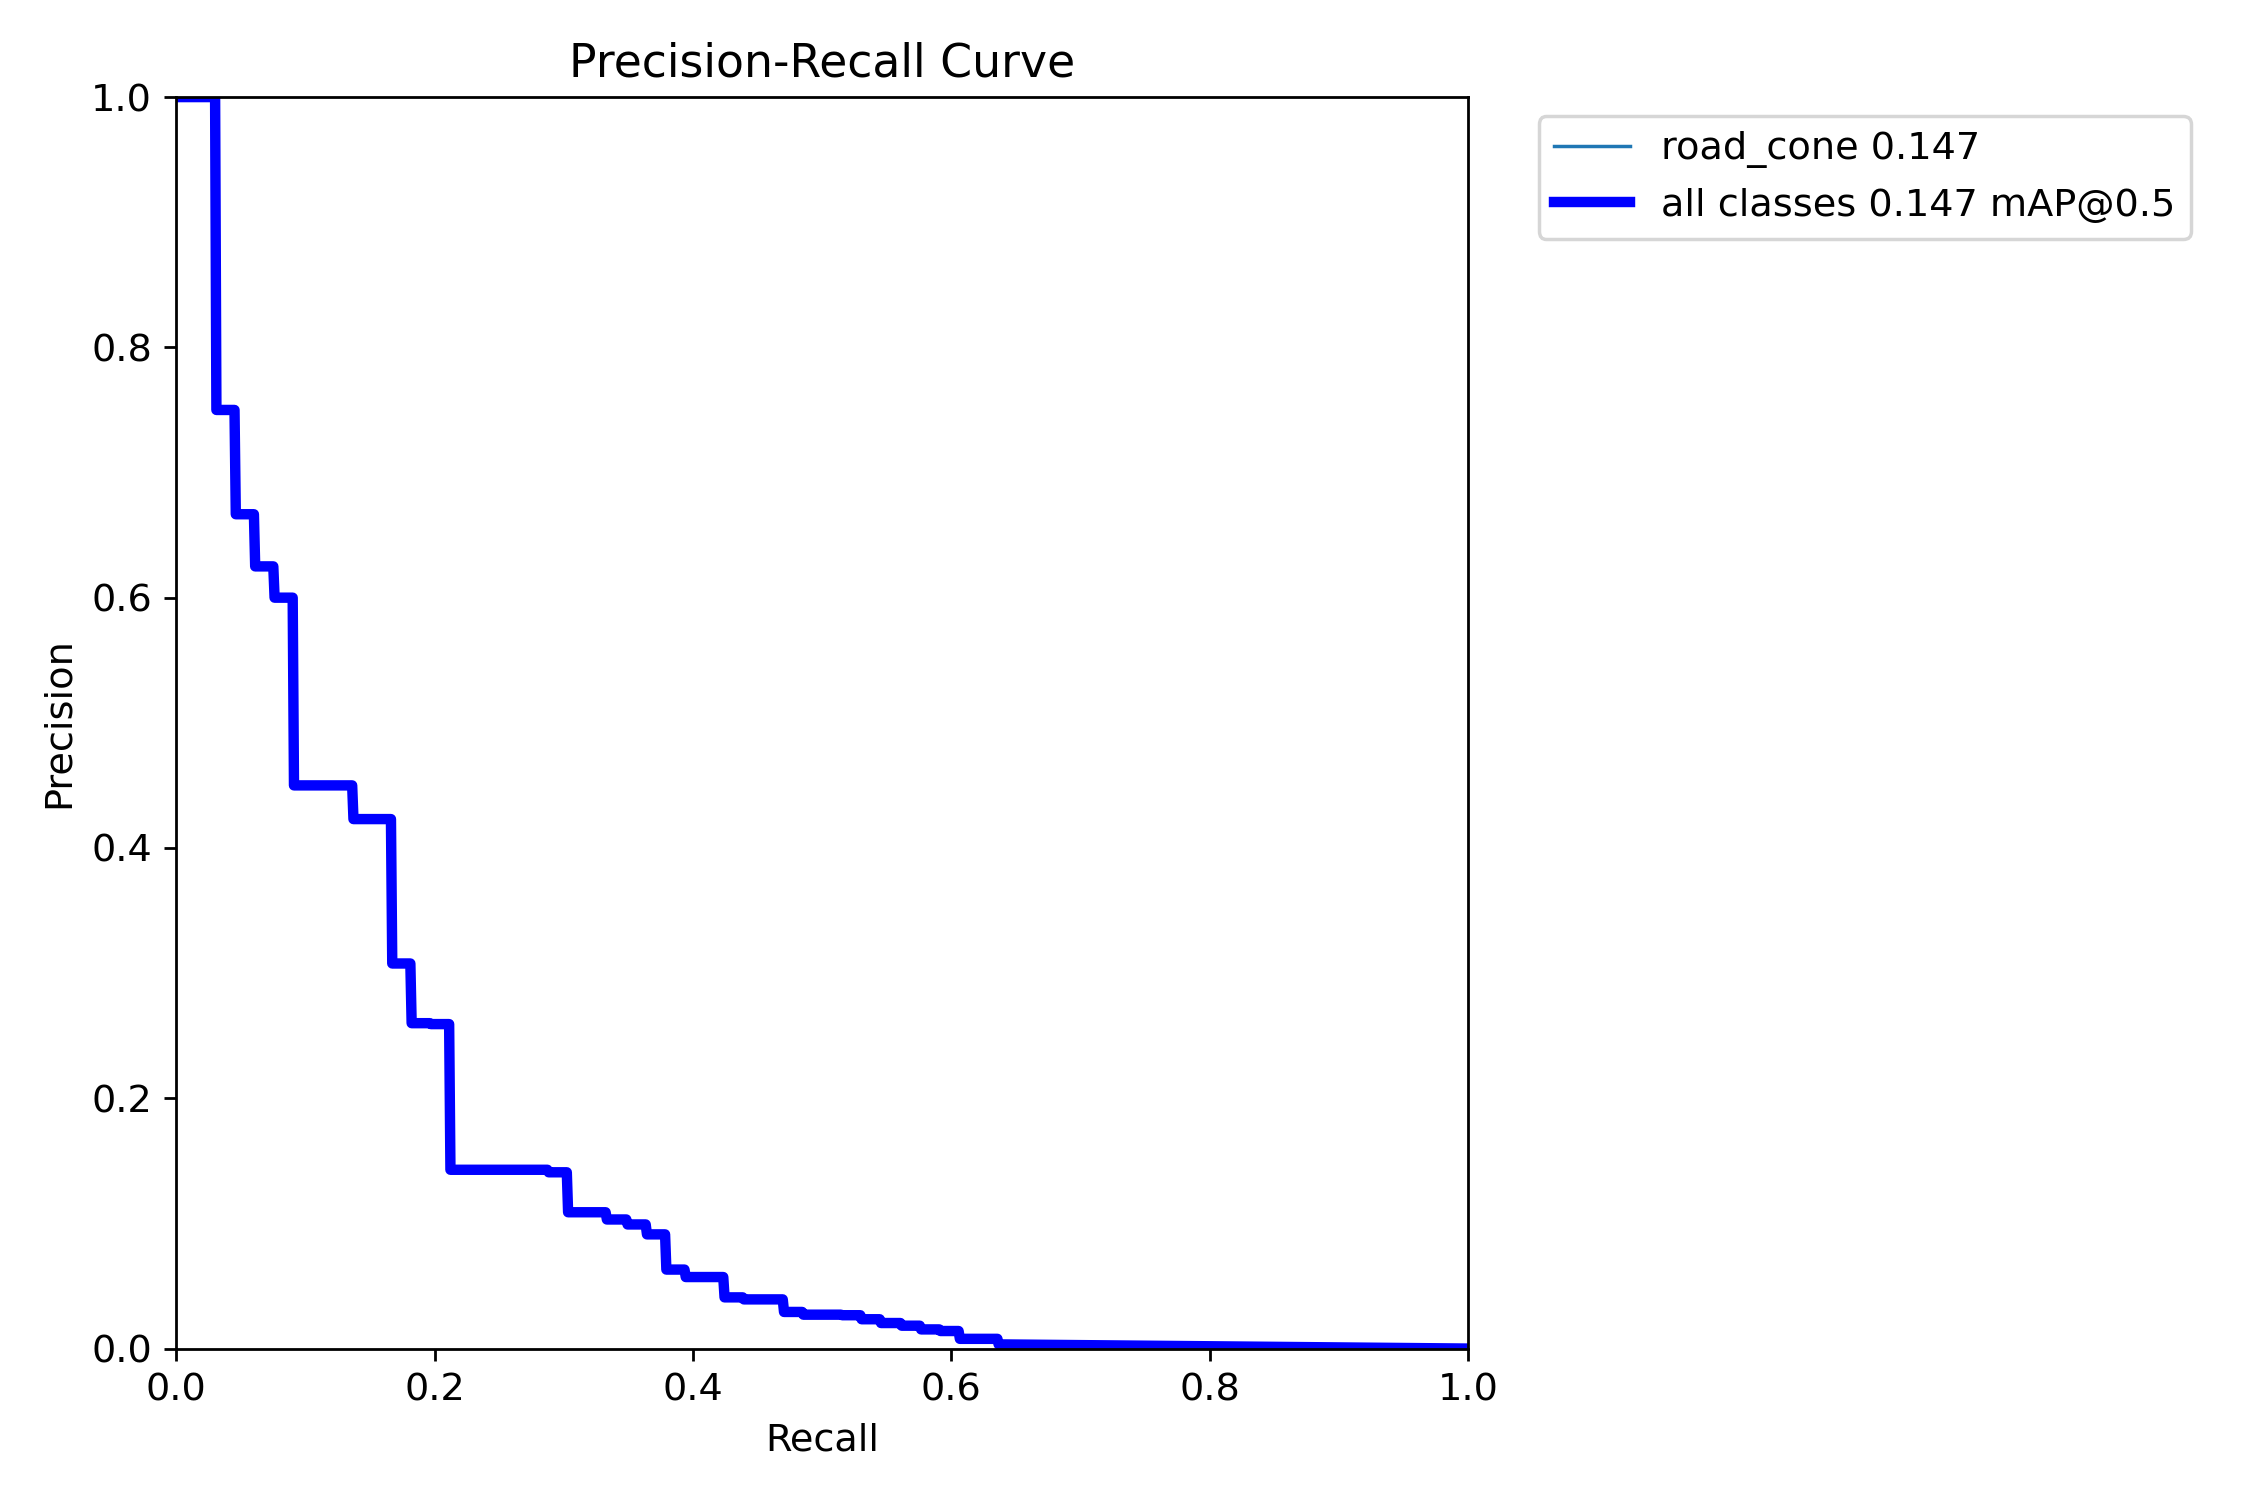 Precision-Recall Curve
1.0
0.8
0.6
0.4
0.2
0.0
Precision
0.0 0.2 0.4 0.6 0.8 1.0
Recall
road_cone 0.147
all classes 0.147 mAP@0.5